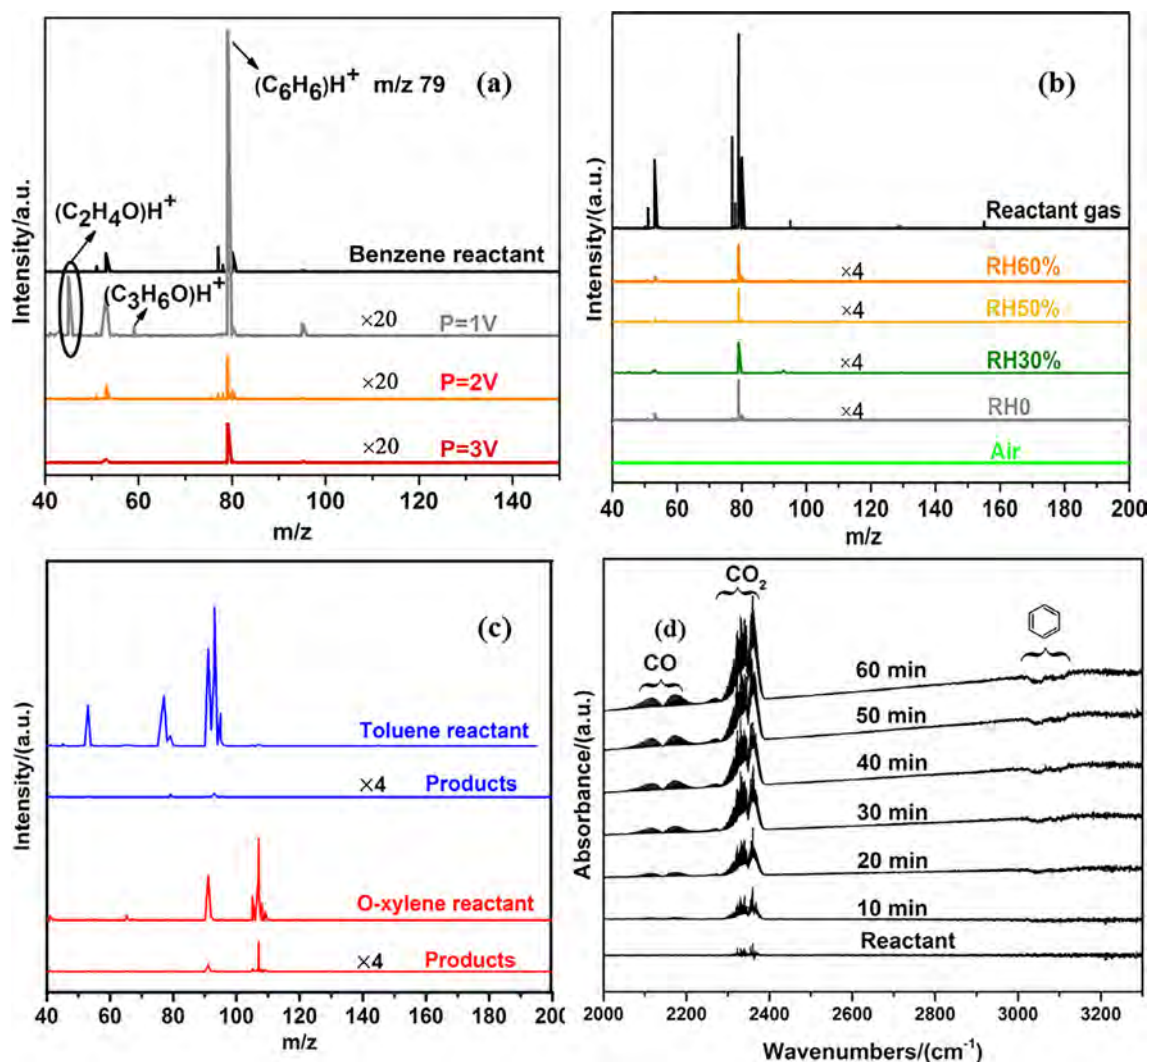 (a)
(C6H6)H+ m/z 79
(C2H4O)H+
Benzene reactant
(C3H6O)H+
×20 P=1V
×20 P=2V
×20 P=3V
40 60 80 100 120 140
m/z
Intensity/a.u.
(b)
Reactant gas
×4 RH60%
×4 RH50%
×4 RH30%
×4 RH0
Air
40 60 80 100 120 140 160 180 200
m/z
Intensity/(a.u.)
(c)
Toluene reactant
×4 Products
O-xylene reactant
×4 Products
40 60 80 100 120 140 160 180 200
m/z
Intensity/(a.u.)
CO2
(d)
CO
60 min
50 min
40 min
30 min
20 min
10 min
Reactant
2000 2200 2400 2600 2800 3000 3200
Wavenumbers/(cm-1)
Absorbance/(a.u.)